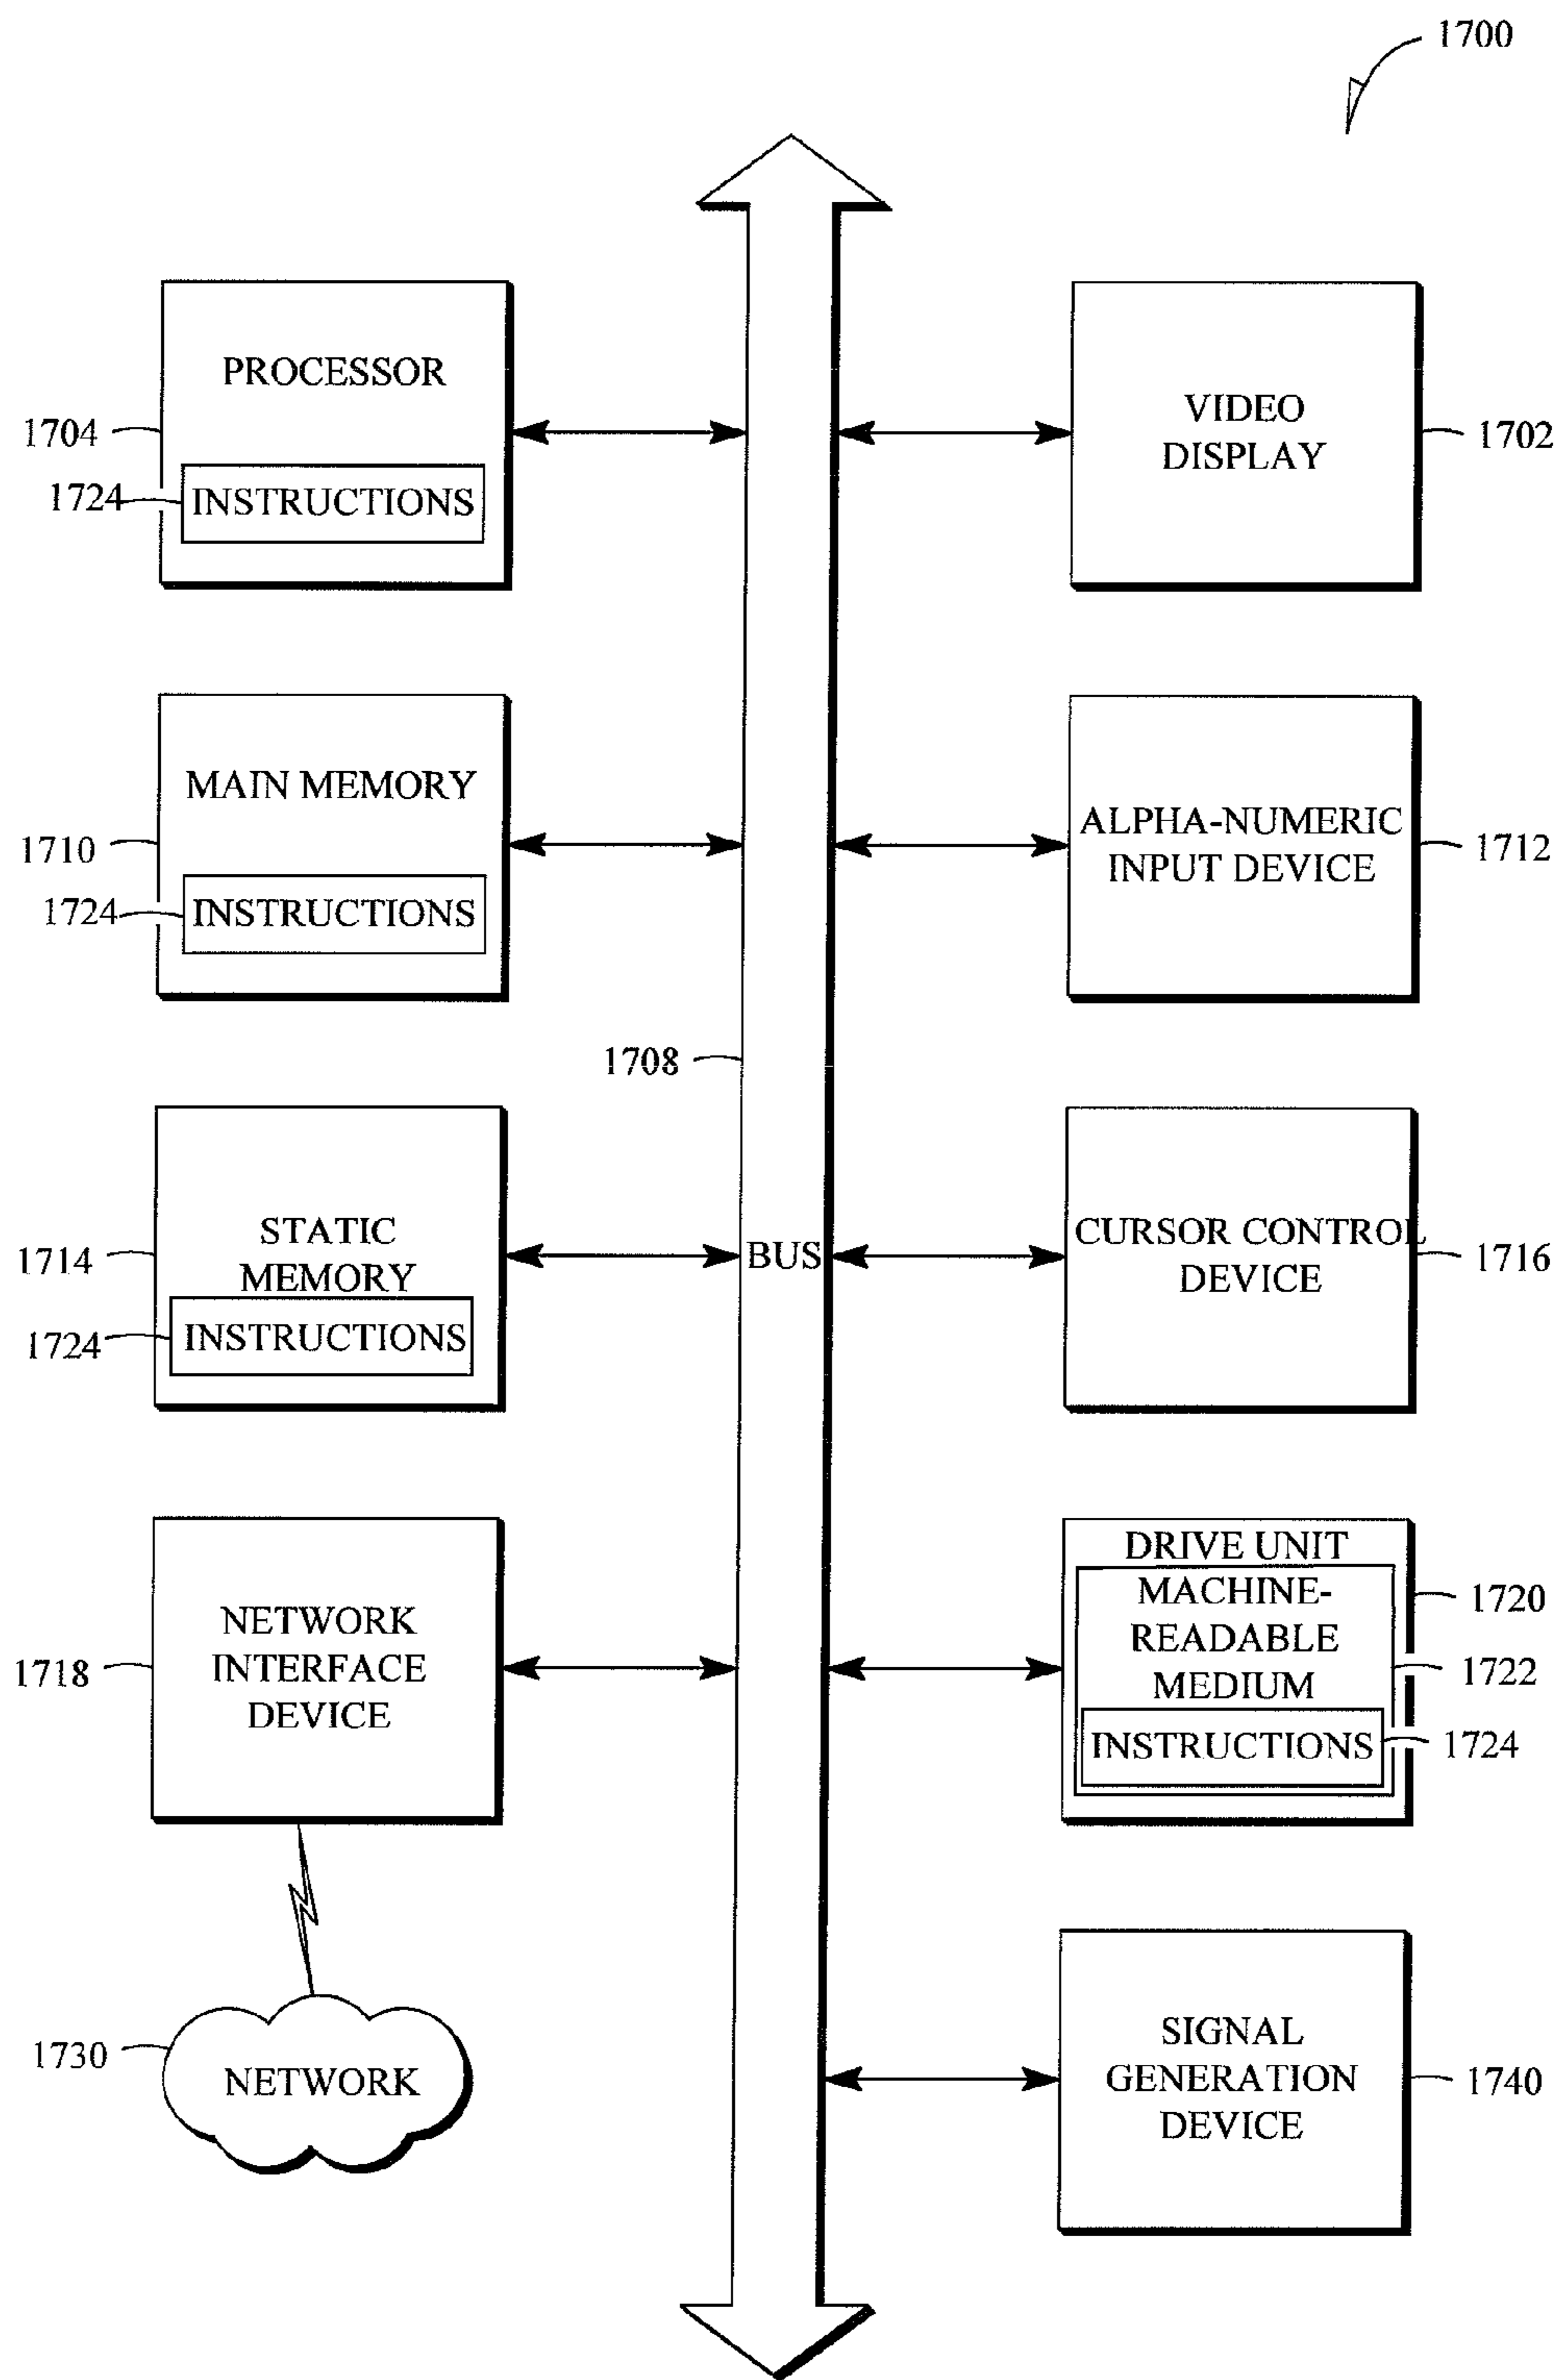 1700
PROCESSOR
1704
1724
INSTRUCTIONS
VIDEO
DISPLAY
1702
MAIN MEMORY
1710
1724
INSTRUCTIONS
ALPHA-NUMERIC
INPUT DEVICE
1712
1708
STATIC
MEMORY
1714
1724
INSTRUCTIONS
BUS
CURSOR CONTROL
DEVICE
1716
NETWORK
INTERFACE
DEVICE
1718
DRIVE UNIT
MACHINE-
READABLE
MEDIUM
INSTRUCTIONS
1720
1722
1724
1730
NETWORK
SIGNAL
GENERATION
DEVICE
1740